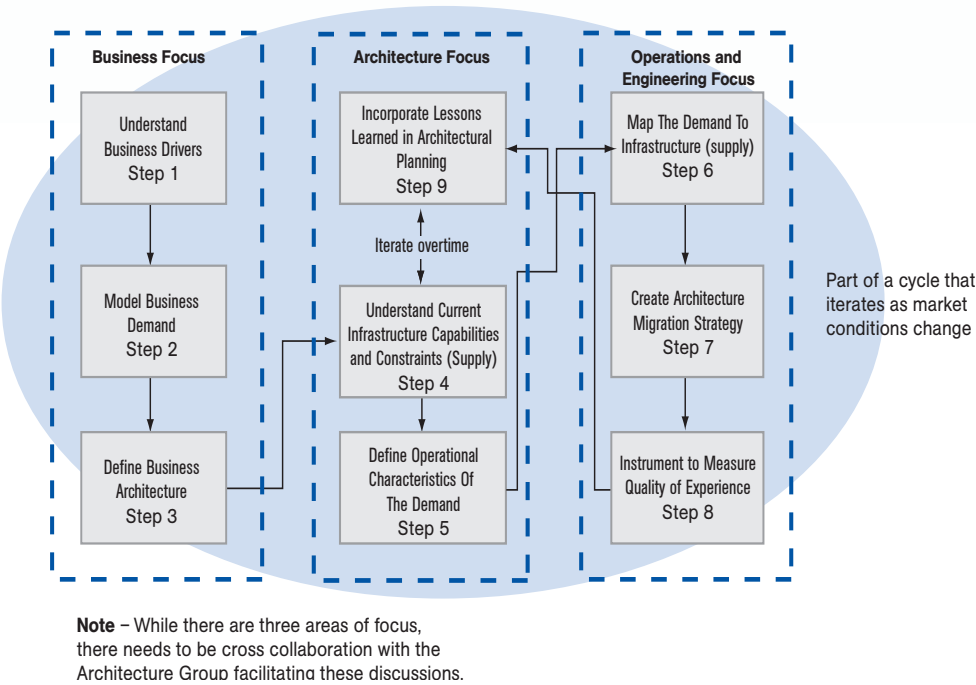 Business Focus
Understand
Business Drivers
Step 1
Model Business
Demand
Step 2
Define Business
Architecture
Step 3
Architecture Focus
Incorporate Lessons
Learned in Architectural
Planning
Step 9
Iterate overtime
Understand Current
Infrastructure Capabilities
and Constraints (Supply)
Step 4
Define Operational
Characteristics Of
The Demand
Step 5
Operations and
Engineering Focus
Map The Demand To
Infrastructure (supply)
Step 6
Create Architecture
Migration Strategy
Step 7
Instrument to Measure
Quality of Experience
Step 8
Part of a cycle that
iterates as market
conditions change
Note – While there are three areas of focus,
there needs to be cross collaboration with the
Architecture Group facilitating these discussions.